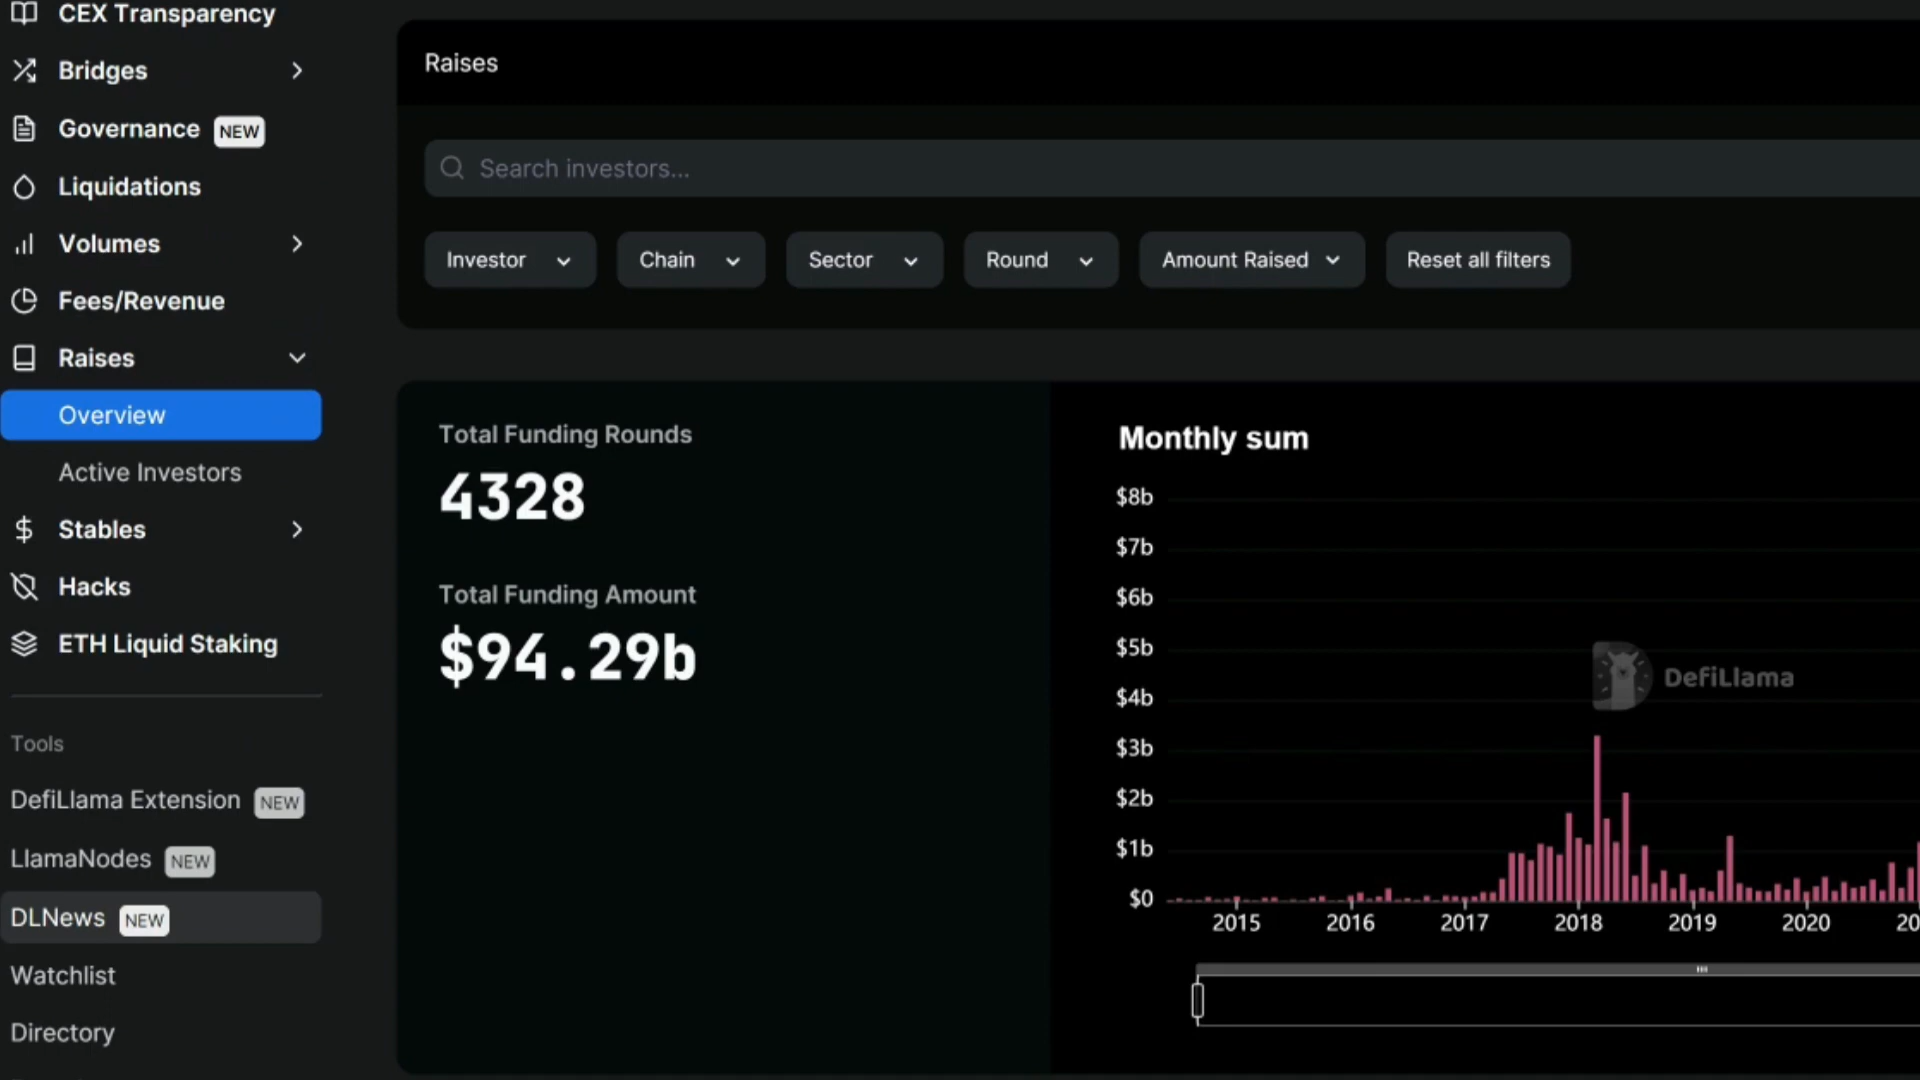 CEX Transparency
Bridges
Governance NEW
Liquidations
Volumes
Fees/Revenue
Raises
Overview
Active Investors
Stables
Hacks
ETH Liquid Staking
Tools
DefiLlama Extension NEW
LlamaNodes NEW
DLNews NEW
Watchlist
Directory
Raises
Search investors...
Investor Chain Sector Round Amount Raised Reset all filters
Total Funding Rounds
4328
Total Funding Amount
$94.29b
Monthly sum
$8b
$7b
$6b
$5b
$4b
$3b
$2b
$1b
$0
DefiLlama
2015 2016 2017 2018 2019 2020 20